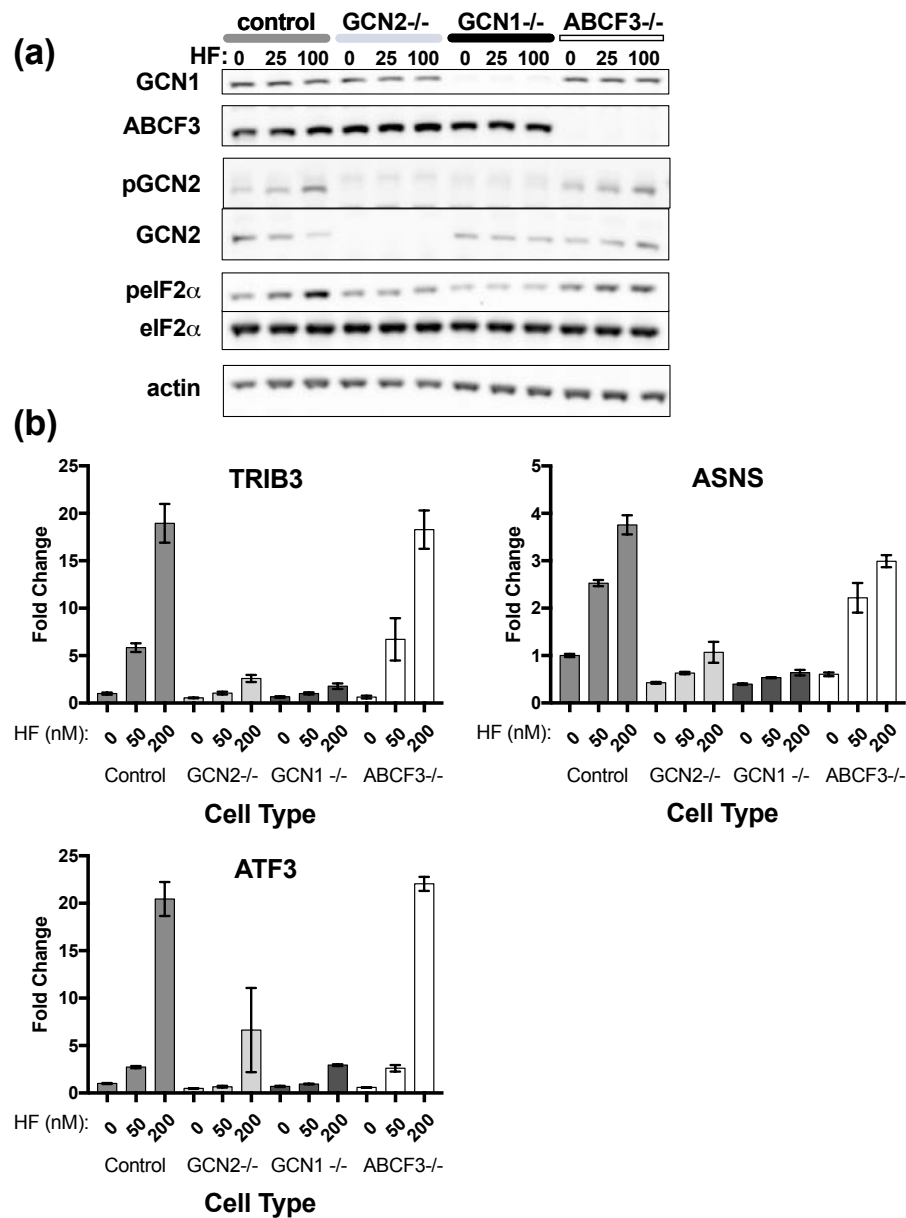 (a)
control GCN2-/- GCN1-/- ABCF3-/-
HF: 0 25 100 0 25 100 0 25 100 0 25 100
GCN1
ABCF3
pGCN2
GCN2
peIF2α
eIF2α
actin
(b)
TRIB3
Fold Change
25
20
15
10
5
0
HF (nM): 0 50 200 0 50 200 0 50 200 0 50 200
Control GCN2-/- GCN1 -/- ABCF3-/-
Cell Type
ASNS
Fold Change
5
4
3
2
1
0
HF (nM): 0 50 200 0 50 200 0 50 200 0 50 200
Control GCN2-/- GCN1 -/- ABCF3-/-
Cell Type
ATF3
Fold Change
25
20
15
10
5
0
HF (nM): 0 50 200 0 50 200 0 50 200 0 50 200
Control GCN2-/- GCN1 -/- ABCF3-/-
Cell Type